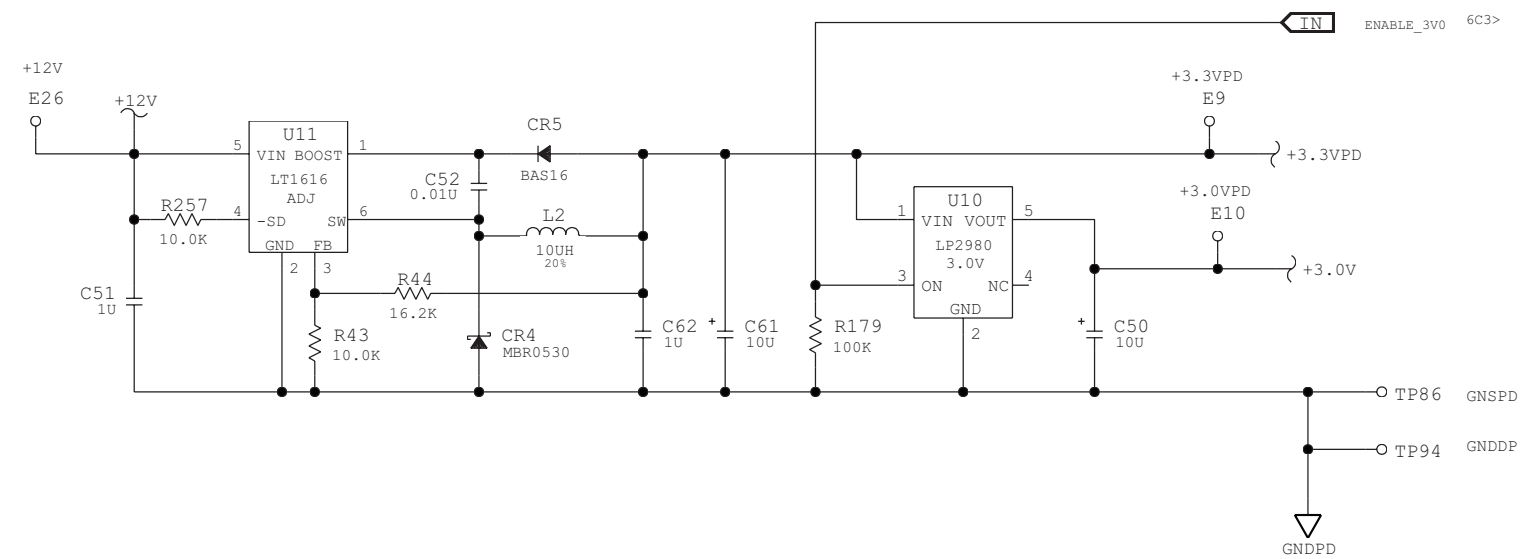 IN ENABLE_3V0 6C3>
+12V
E26
+12V
+3.3VPD
E9
CR5
U11
5 VIN BOOST 1
BAS16
+3.3VPD
LT1616
ADJ
C52
0.01U
+3.0VPD
E10
R257
10.0K
4 -SD SW 6
L2
10UH
20%
U10
1 VIN VOUT 5
LP2980
3.0V
GND FB
2 3
+3.0V
R44
16.2K
3 ON NC 4
GND
2
C51
1U
R43
10.0K
CR4
MBR0530
C62
1U
+ C61
10U
R179
100K
+ C50
10U
TP86 GNSPD
TP94 GNDDP
GNDPD